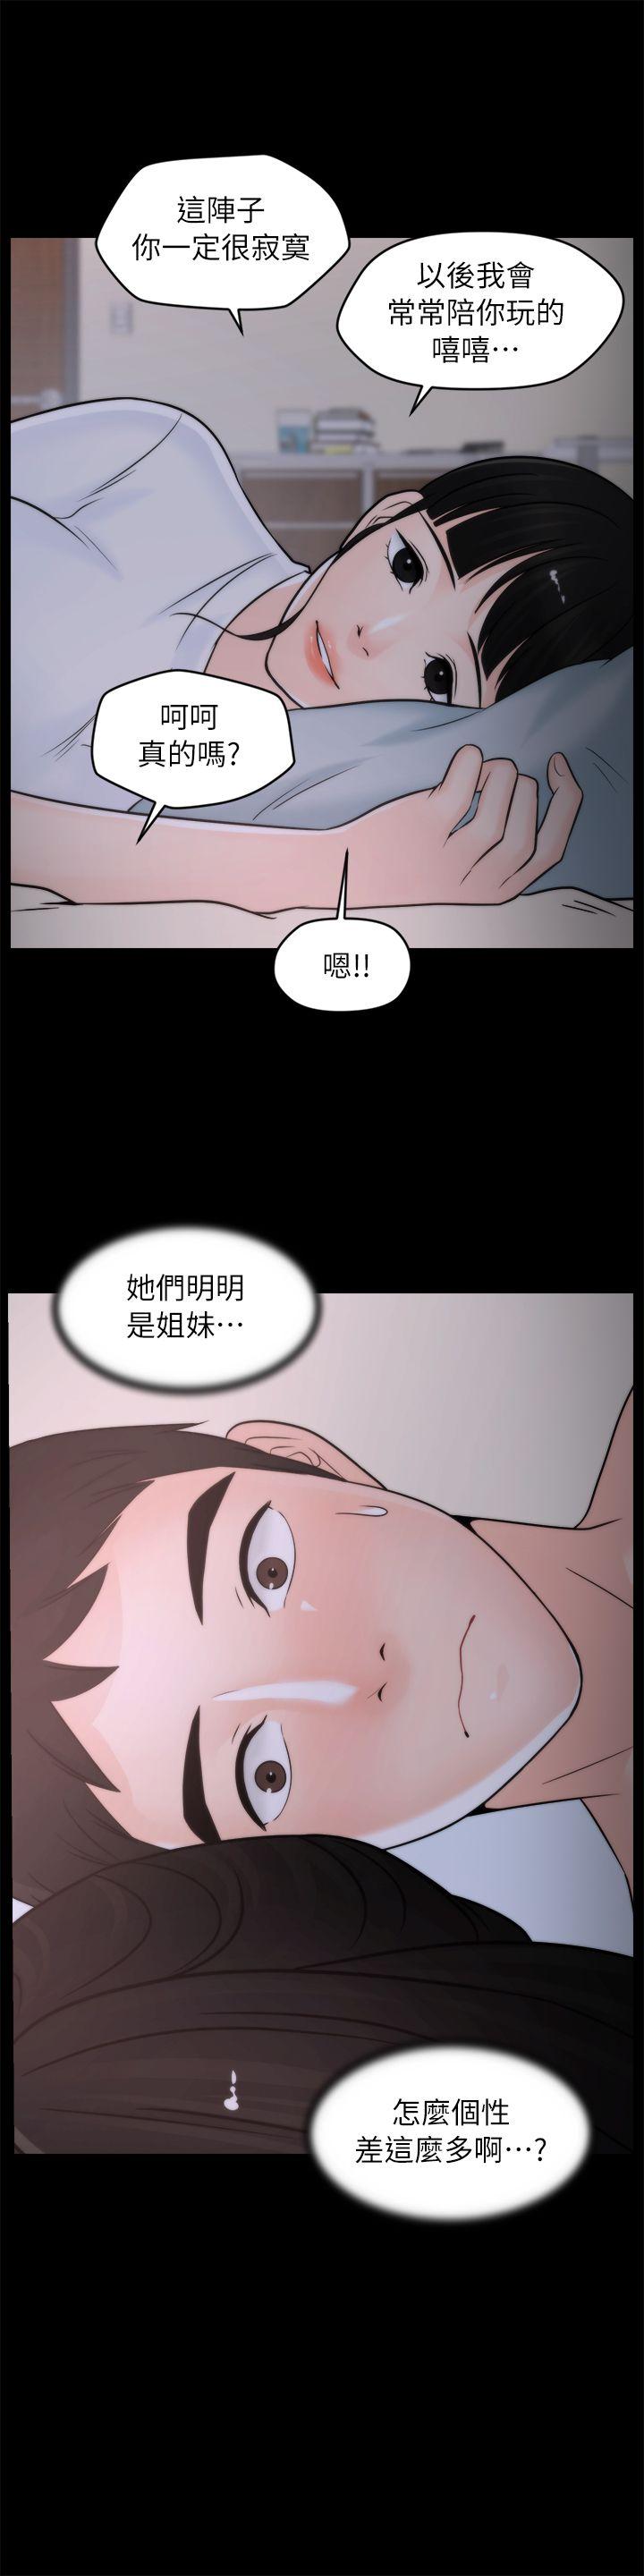 這陣子
你一定很寂寞
以後我會
常常陪你玩的
嘻嘻⋯
呵呵
真的嗎?
嗯!!
她們明明
是姐妹⋯
怎麼個性
差這麼多啊⋯?